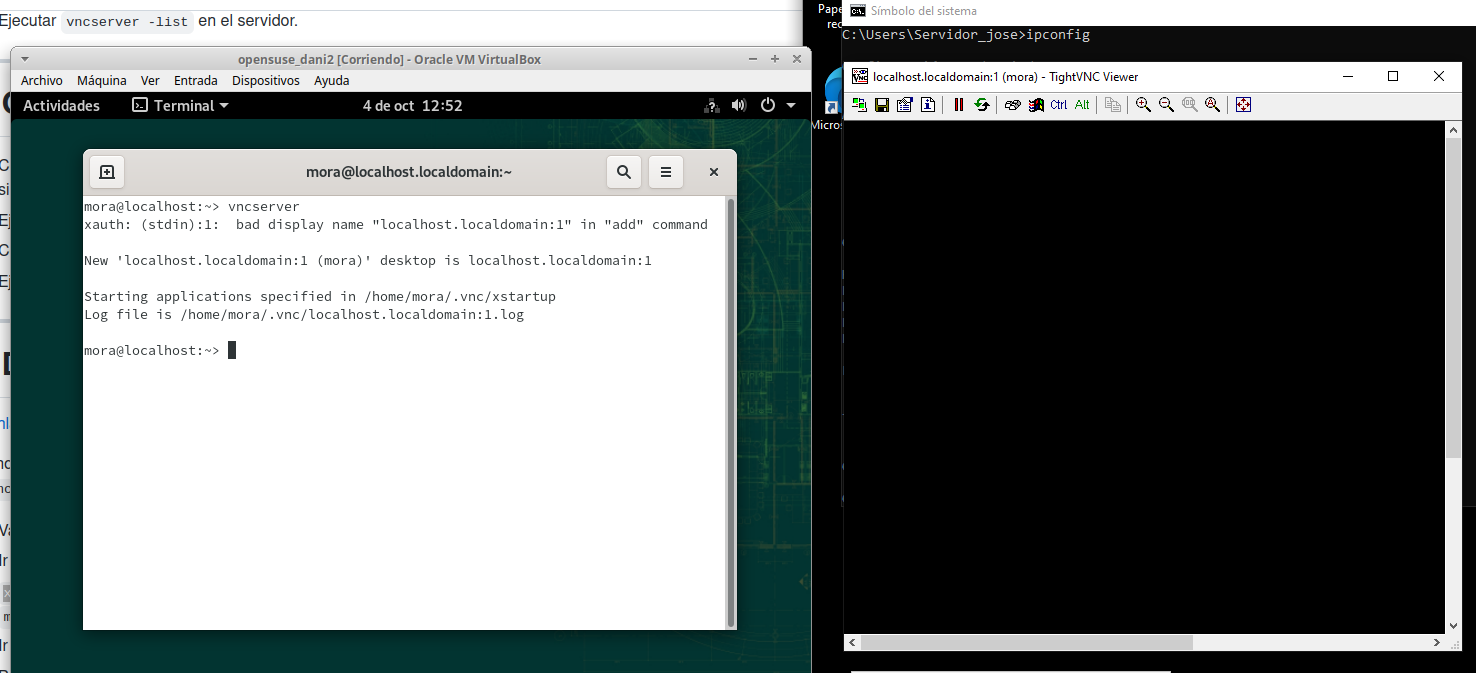 Ejecutar vncserver -list en el servidor.
opensuse_dani2 [Corriendo] - Oracle VM VirtualBox
Archivo Máquina Ver Entrada Dispositivos Ayuda
Actividades Terminal 4 de oct 12:52
mora@localhost.localdomain:~
mora@localhost:~> vncserver
xauth: (stdin):1:  bad display name "localhost.localdomain:1" in "add" command
New 'localhost.localdomain:1 (mora)' desktop is localhost.localdomain:1
Starting applications specified in /home/mora/.vnc/xstartup
Log file is /home/mora/.vnc/localhost.localdomain:1.log
mora@localhost:~>
Pape
rec
Micros
Símbolo del sistema
C:\Users\Servidor_jose>ipconfig
localhost.localdomain:1 (mora) - TightVNC Viewer
Ctrl Alt